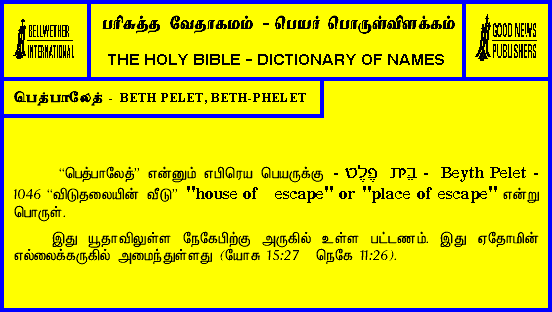 BELLWETHER
INTERNATIONAL
பரிசுத்த வேதாகமம் - பெயர் பொருள்விளக்கம்
THE HOLY BIBLE - DICTIONARY OF NAMES
GOOD NEWS
PUBLISHERS
பெத்பாலேத் - BETH PELET, BETH-PHELET
“பெத்பாலேத்” என்னும் எபிரெய பெயருக்கு - בֵּית פֶּלֶט - Beyth Pelet -
1046 “விடுதலையின் வீடு” "house of escape" or "place of escape" என்று
பொருள்.
இது யூதாவிலுள்ள நேகேபிற்கு அருகில் உள்ள பட்டணம். இது ஏதோமின்
எல்லைக்கருகில் அமைந்துள்ளது (யோசு 15:27 நெகே 11:26).